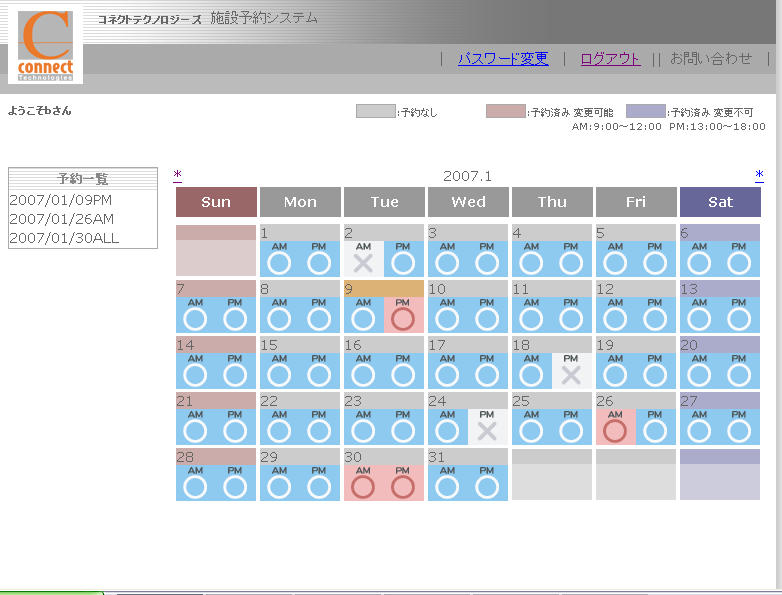 e
connect
Technologies
コネクトテクノロジーズ 施設予約システム
| パスワード変更 | ログアウト || お問い合わせ |
ようこそbさん
:予約なし :予約済み 変更可能 :予約済み 変更不可
AM:9:00～12:00 PM:13:00～18:00
予約一覧
2007/01/09PM
2007/01/26AM
2007/01/30ALL
* 2007.1 *
Sun Mon Tue Wed Thu Fri Sat
1 2 3 4 5 6
AM PM AM PM AM PM AM PM AM PM AM PM
7 8 9 10 11 12 13
AM PM AM PM AM PM AM PM AM PM AM PM AM PM
14 15 16 17 18 19 20
AM PM AM PM AM PM AM PM AM PM AM PM AM PM
21 22 23 24 25 26 27
AM PM AM PM AM PM AM PM AM PM AM PM AM PM
28 29 30 31
AM PM AM PM AM PM AM PM